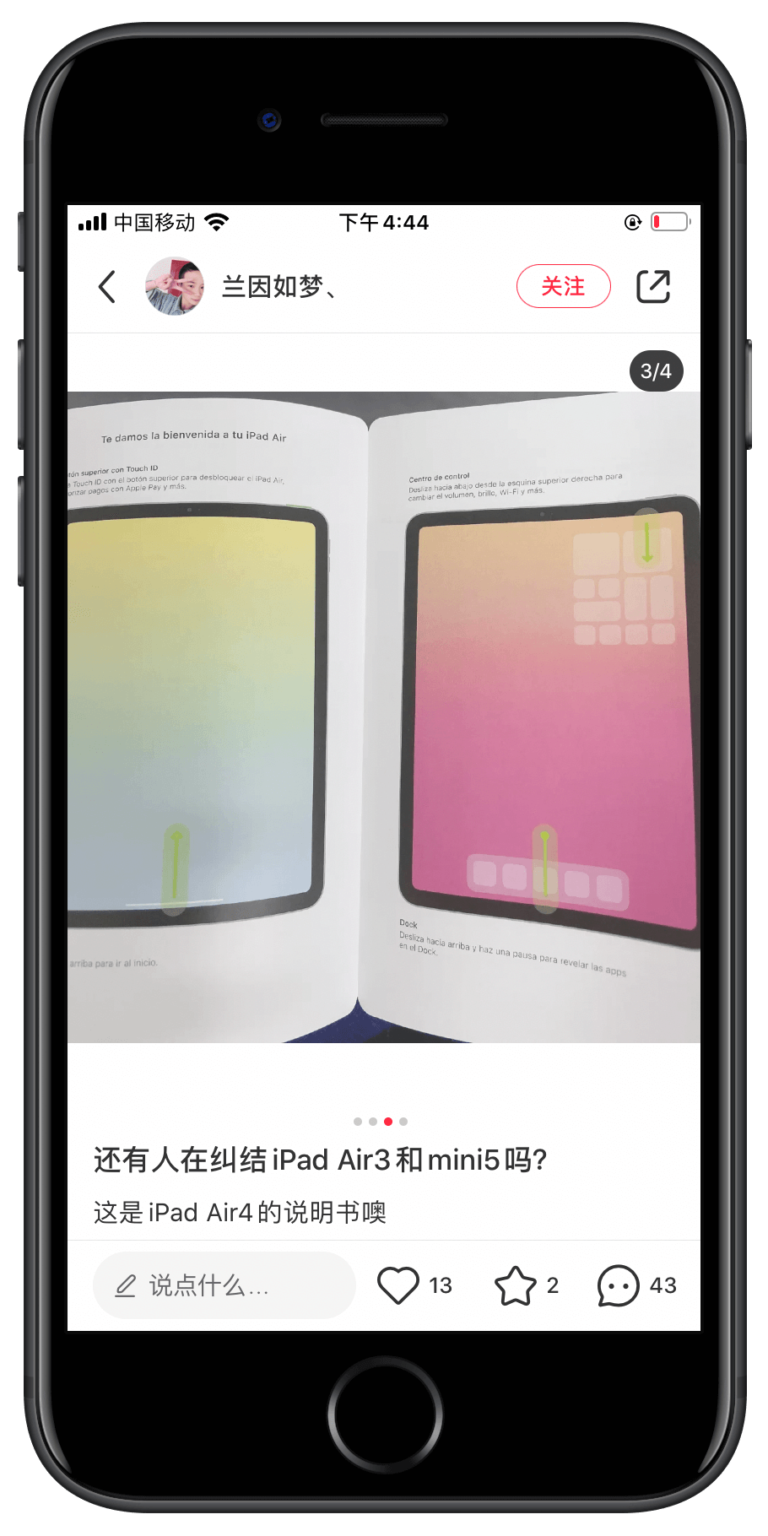 中国移动
下午4:44
兰因如梦、
关注
3/4
Te damos la bienvenida a tu iPad Air
superior con Touch ID
Touch ID con el botón superior para desbloquear el iPad Air,
pagos con Apple Pay y más.
arriba para ir al inicio.
Centro de control
Desliza hacia abajo desde la esquina superior derecha para
cambiar el volumen, brillo, Wi-Fi y más.
Dock
Desliza hacia arriba y haz una pausa para revelar las apps
en el Dock.
还有人在纠结iPad Air3和mini5吗?
这是iPad Air4的说明书噢
说点什么...
13
2
43